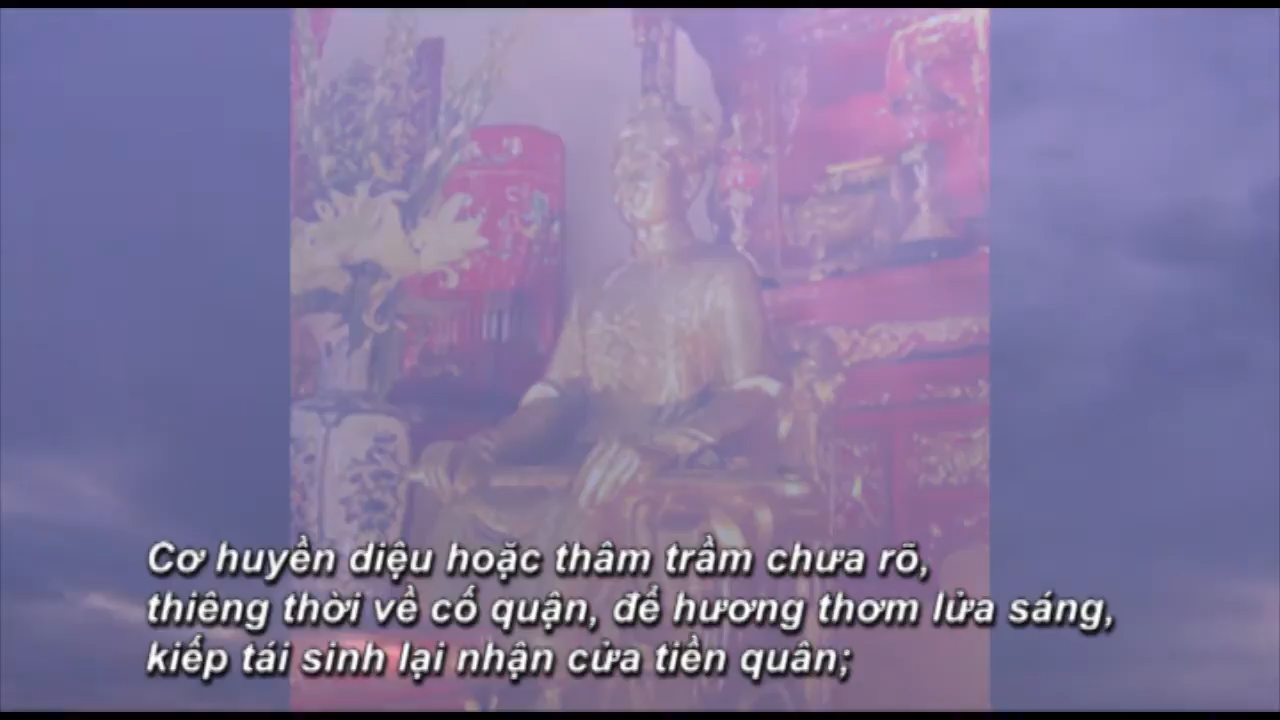 Cơ huyền diệu hoặc thâm trầm chưa rõ,
thiêng thời về cố quận, để hương thơm lửa sáng,
kiếp tái sinh lại nhận cửa tiền quân;